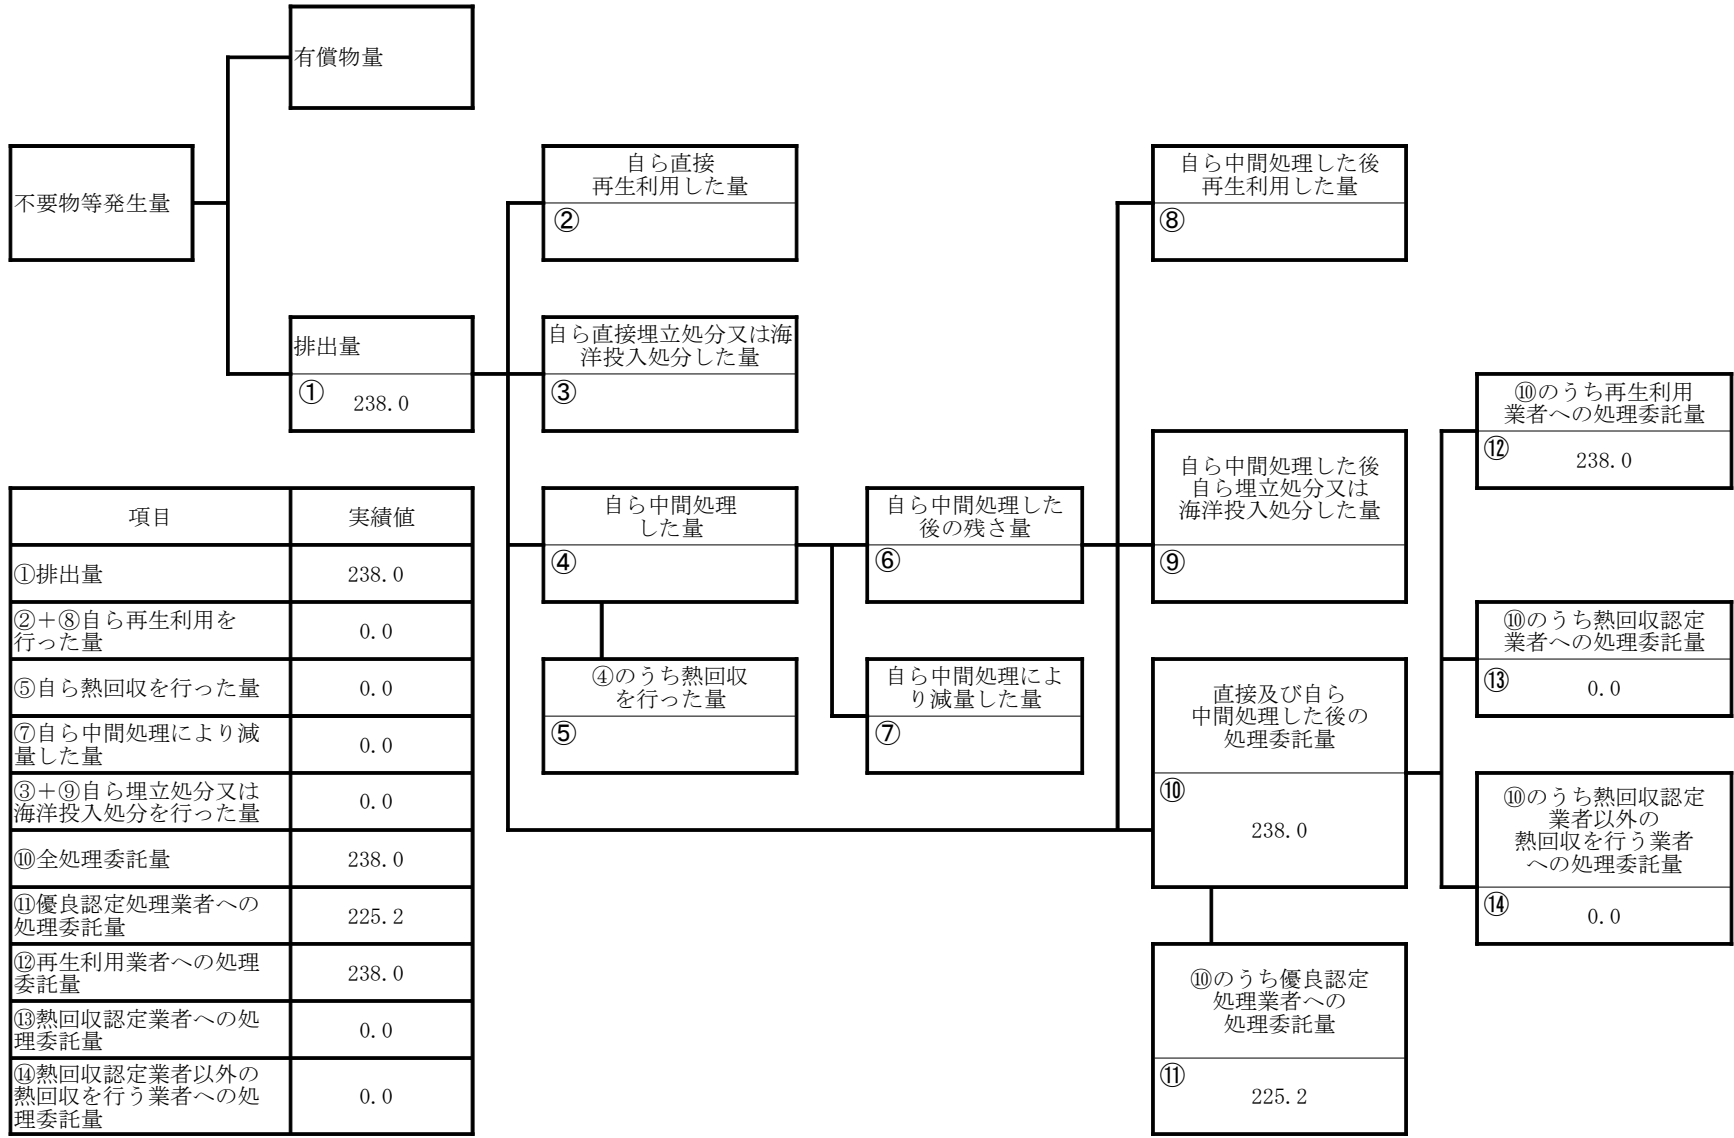 有償物量
不要物等発生量
自ら直接
再生利用した量
②
自ら中間処理した後
再生利用した量
⑧
排出量
①
238.0
自ら直接埋立処分又は海
洋投入処分した量
③
⑩のうち再生利用
業者への処理委託量
⑫
238.0
自ら中間処理
した量
④
自ら中間処理した
後の残さ量
⑥
自ら中間処理した後
自ら埋立処分又は
海洋投入処分した量
⑨
⑩のうち熱回収認定
業者への処理委託量
⑬
0.0
④のうち熱回収
を行った量
⑤
自ら中間処理によ
り減量した量
⑦
直接及び自ら
中間処理した後の
処理委託量
⑩
238.0
⑩のうち熱回収認定
業者以外の
熱回収を行う業者
への処理委託量
⑭
0.0
⑩のうち優良認定
処理業者への
処理委託量
⑪
225.2
項目 実績値
①排出量 238.0
②＋⑧自ら再生利用を
行った量 0.0
⑤自ら熱回収を行った量 0.0
⑦自ら中間処理により減
量した量 0.0
③＋⑨自ら埋立処分又は
海洋投入処分を行った量 0.0
⑩全処理委託量 238.0
⑪優良認定処理業者への
処理委託量 225.2
⑫再生利用業者への処理
委託量 238.0
⑬熱回収認定業者への処
理委託量 0.0
⑭熱回収認定業者以外の
熱回収を行う業者への処
理委託量 0.0